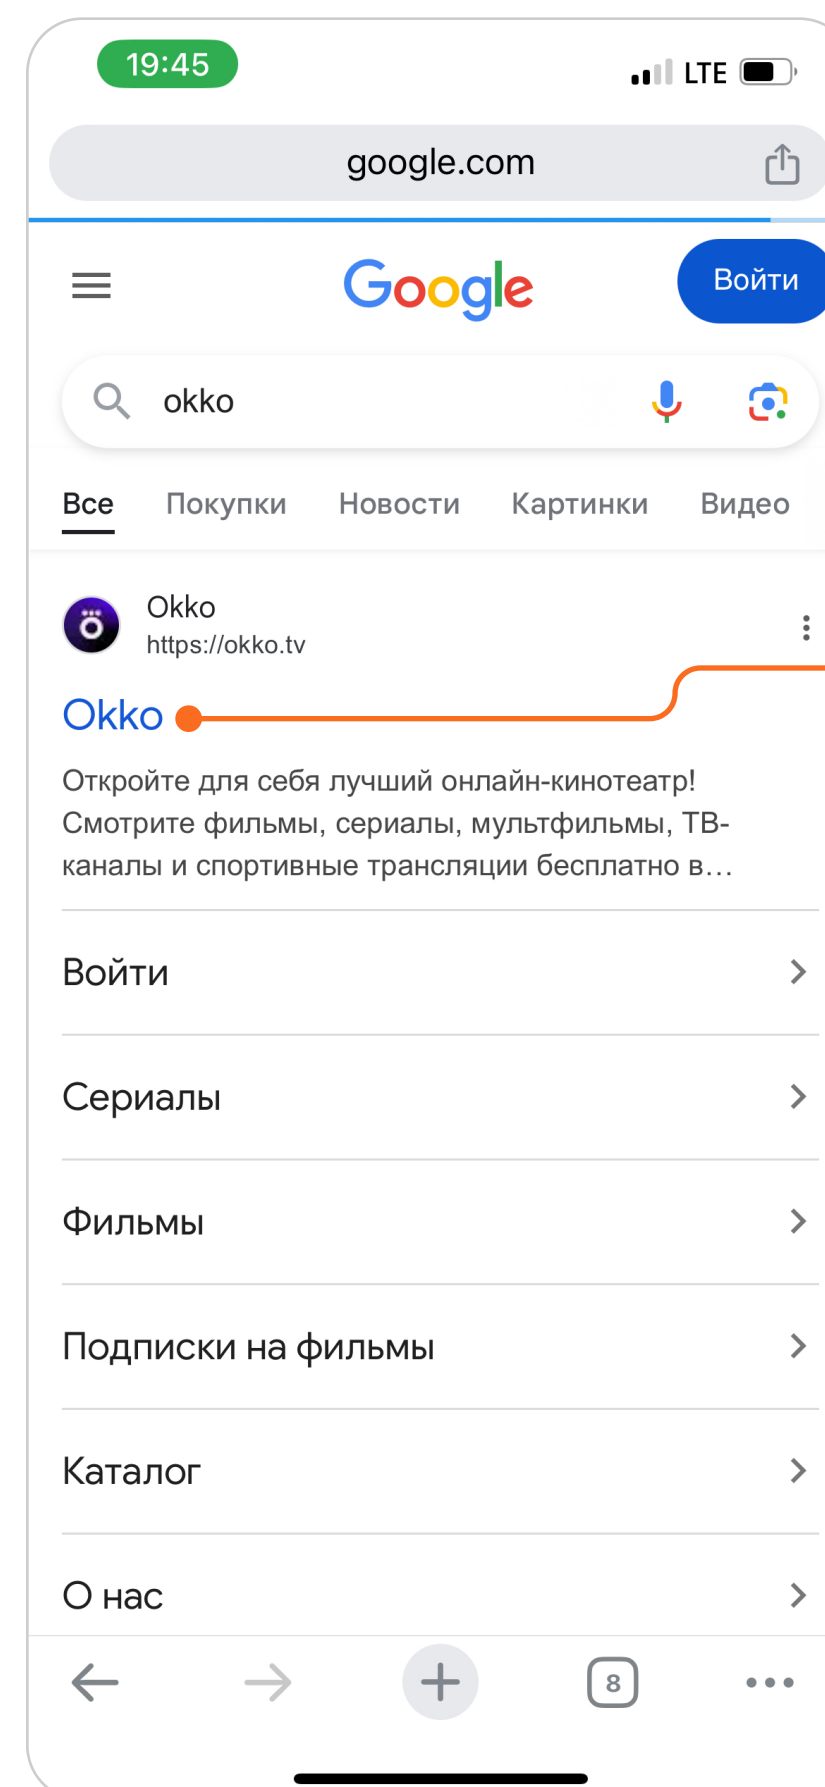 19:45
LTE
google.com
Google
Войти
okko
Все Покупки Новости Картинки Видео
Okko
https://okko.tv
Okko
Откройте для себя лучший онлайн-кинотеатр!
Смотрите фильмы, сериалы, мультфильмы, ТВ-
каналы и спортивные трансляции бесплатно в...
Войти
Сериалы
Фильмы
Подписки на фильмы
Каталог
О нас
8